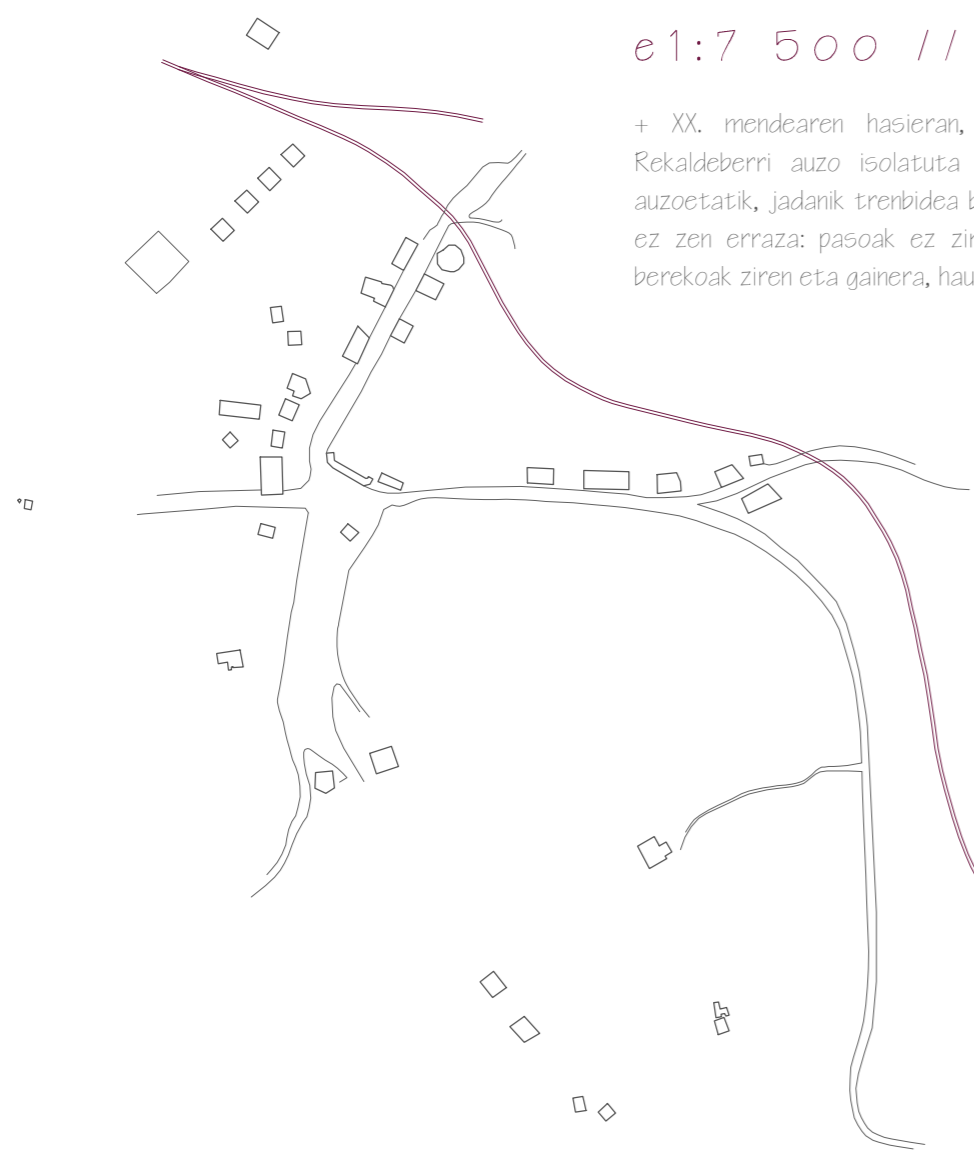 e1:7 500 //
+ XX. mendearen hasieran,
Rekaldeberri auzo isolatuta
auzoetatik, jadanik trenbidea
ez zen erraza: pasoak ez
berekoak ziren eta gainera,